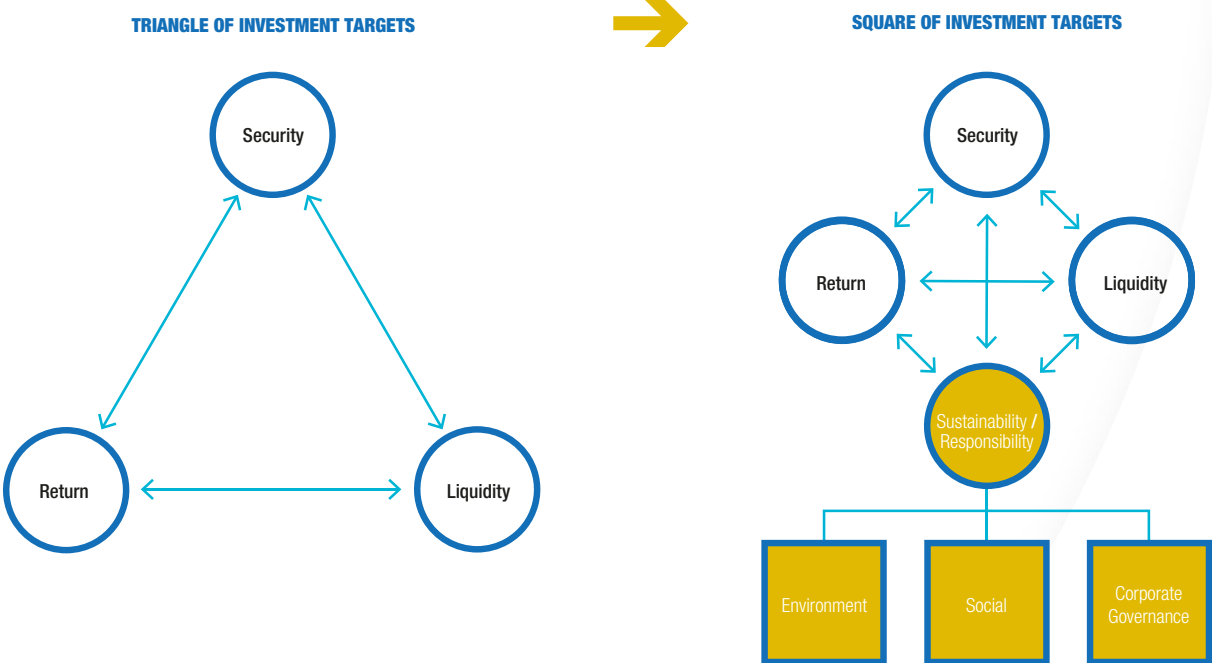 TRIANGLE OF INVESTMENT TARGETS
Security
Return
Liquidity
SQUARE OF INVESTMENT TARGETS
Security
Return
Liquidity
Sustainability /
Responsibility
Environment
Social
Corporate
Governance